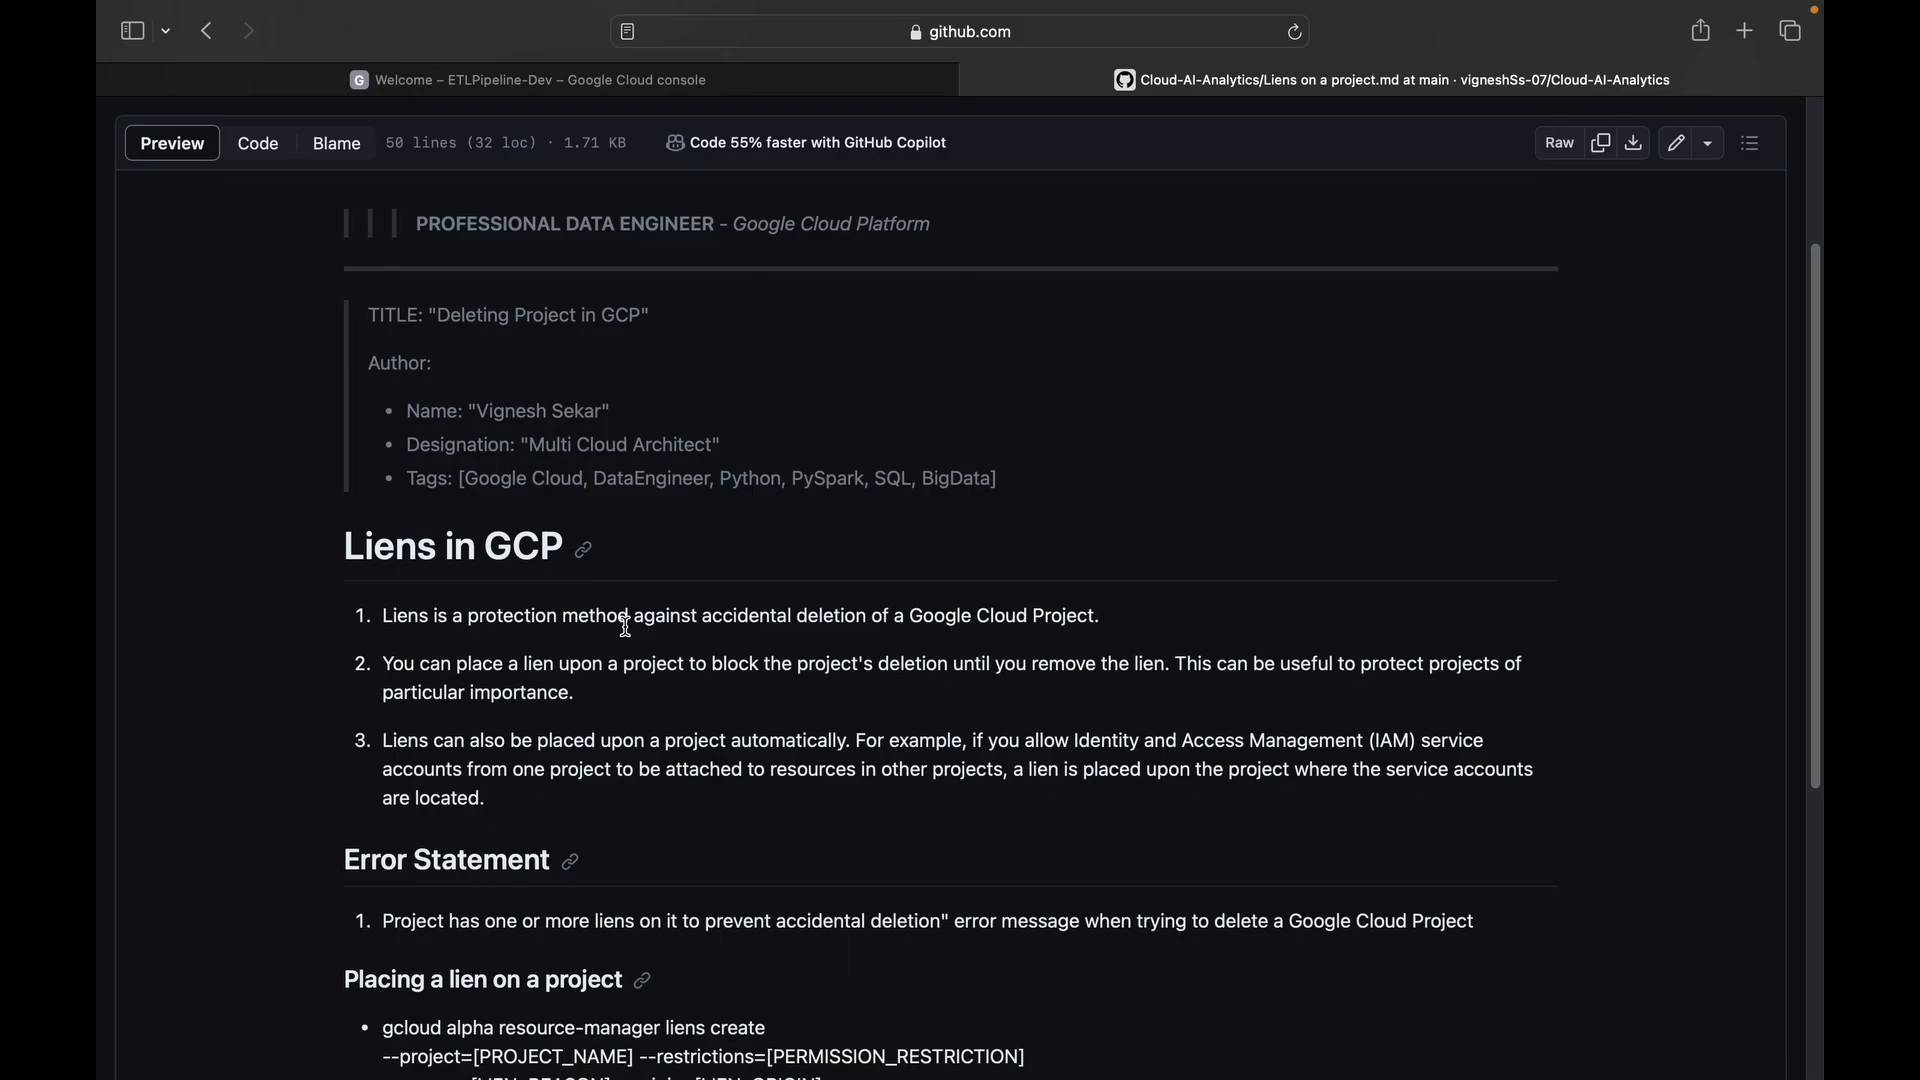 github.com
G Welcome – ETLPipeline-Dev – Google Cloud console
Cloud-AI-Analytics/Liens on a project.md at main · vigneshSs-07/Cloud-AI-Analytics
Preview Code Blame 50 lines (32 loc) · 1.71 KB Code 55% faster with GitHub Copilot Raw
PROFESSIONAL DATA ENGINEER - Google Cloud Platform
TITLE: "Deleting Project in GCP"
Author:
• Name: "Vignesh Sekar"
• Designation: "Multi Cloud Architect"
• Tags: [Google Cloud, DataEngineer, Python, PySpark, SQL, BigData]
Liens in GCP
1. Liens is a protection method against accidental deletion of a Google Cloud Project.
2. You can place a lien upon a project to block the project's deletion until you remove the lien. This can be useful to protect projects of
particular importance.
3. Liens can also be placed upon a project automatically. For example, if you allow Identity and Access Management (IAM) service
accounts from one project to be attached to resources in other projects, a lien is placed upon the project where the service accounts
are located.
Error Statement
1. Project has one or more liens on it to prevent accidental deletion" error message when trying to delete a Google Cloud Project
Placing a lien on a project
• gcloud alpha resource-manager liens create
--project=[PROJECT_NAME] --restrictions=[PERMISSION_RESTRICTION]